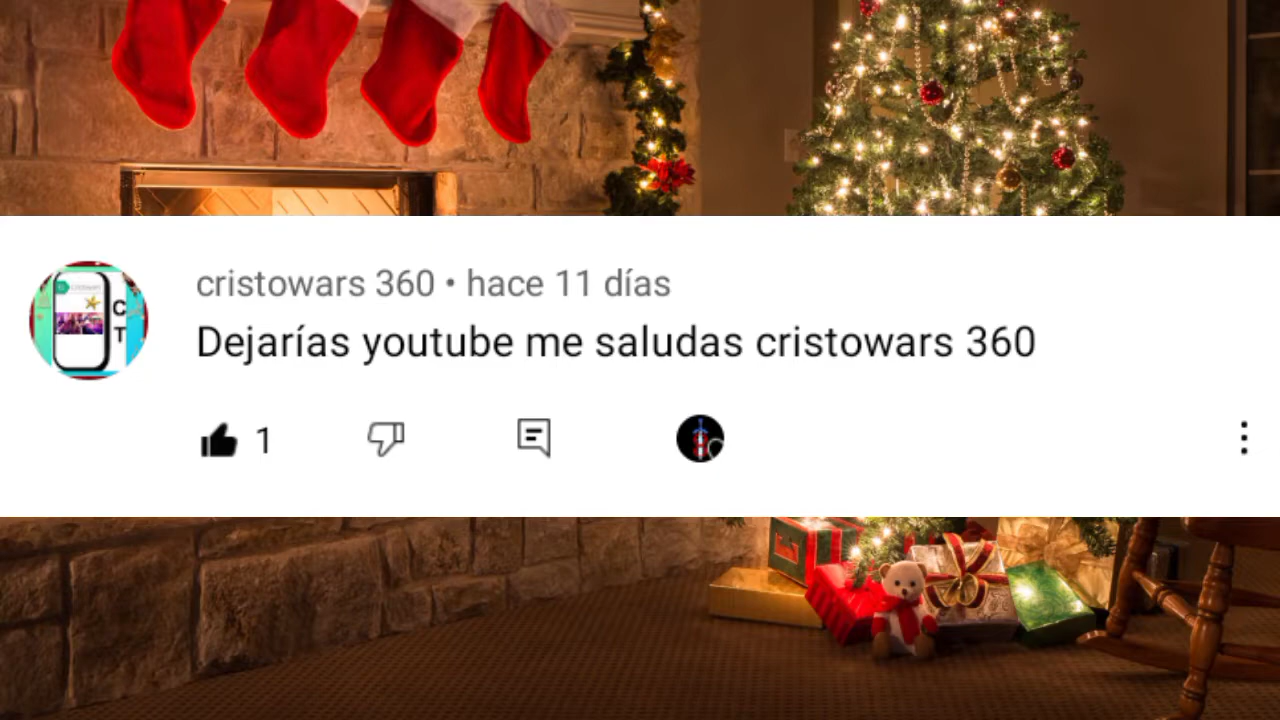 cristowars 360 • hace 11 días
Dejarías youtube me saludas cristowars 360
1
C
T